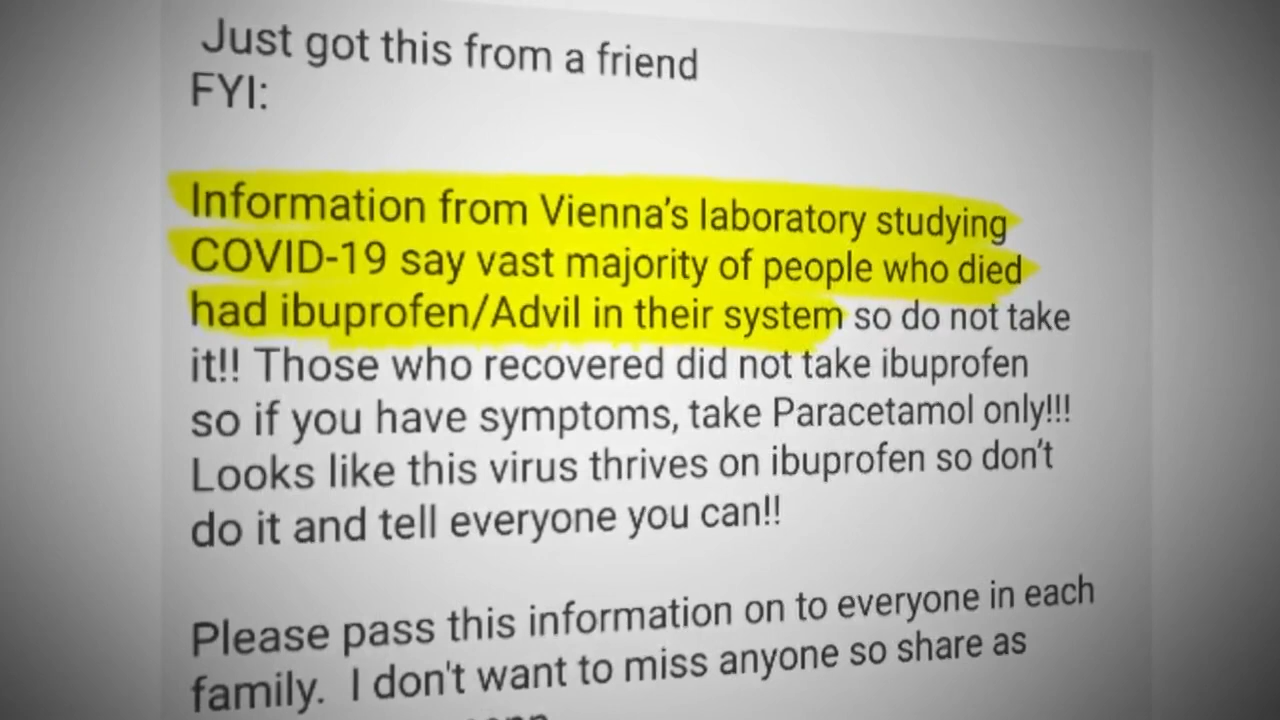 Just got this from a friend
FYI:
Information from Vienna's laboratory studying
COVID-19 say vast majority of people who died
had ibuprofen/Advil in their system so do not take
it!! Those who recovered did not take ibuprofen
so if you have symptoms, take Paracetamol only!!!
Looks like this virus thrives on ibuprofen so don't
do it and tell everyone you can!!
Please pass this information on to everyone in each
family. I don't want to miss anyone so share as